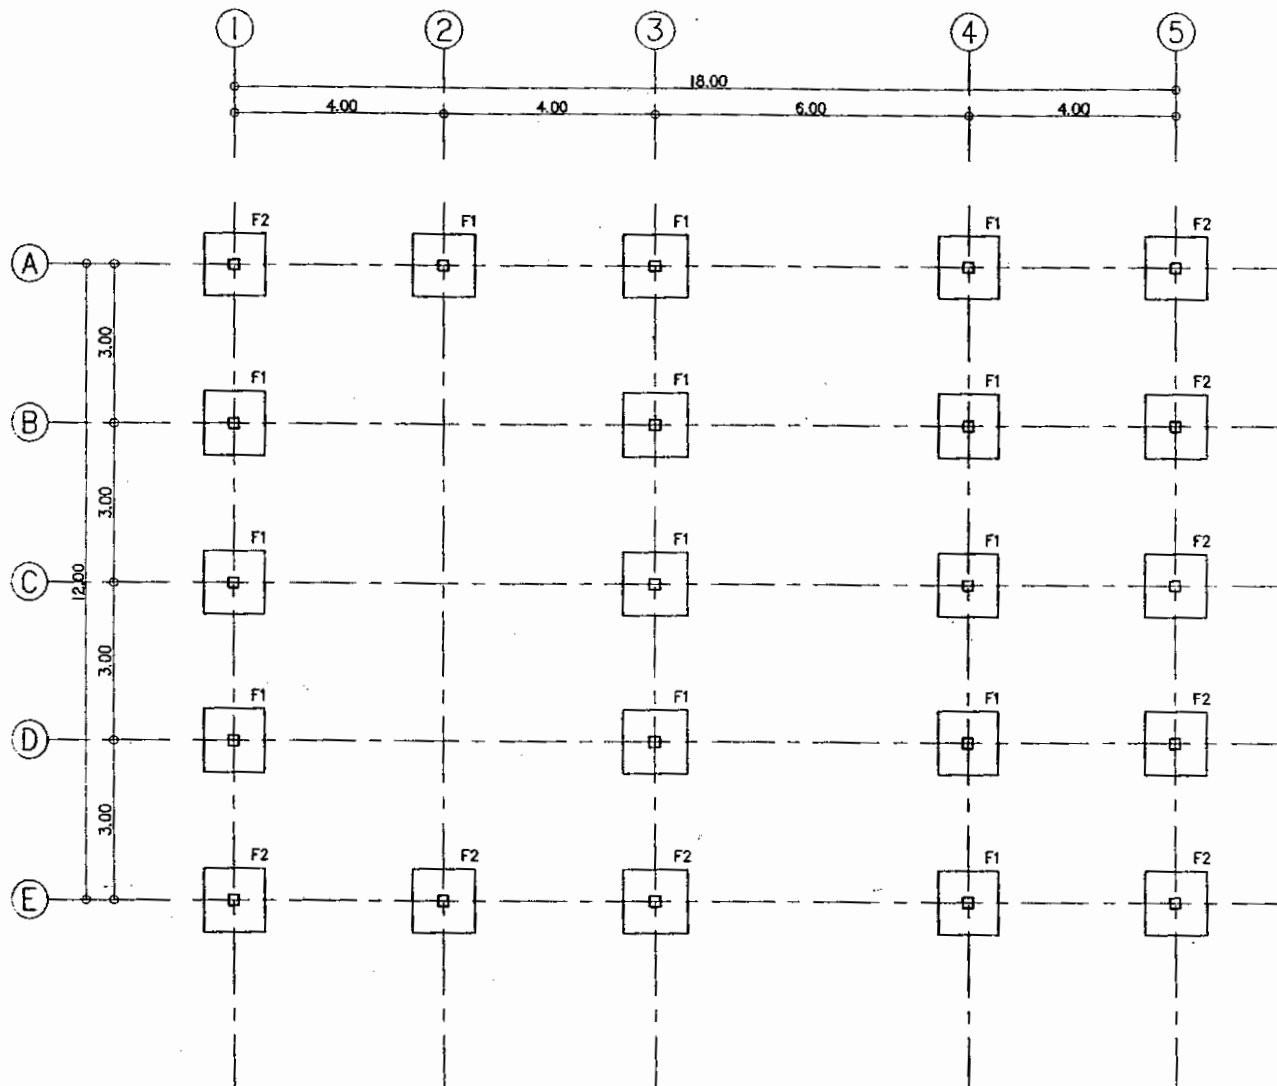 1 2 3 4 5
18.00
4.00 4.00 6.00 4.00
F2 F1 F1 F1 F2
A
3.00
F1 F1 F1 F2
B
3.00
F1 F1 F1 F2
C
12.00
3.00
F1 F1 F1 F2
D
3.00
F2 F2 F2 F1 F2
E